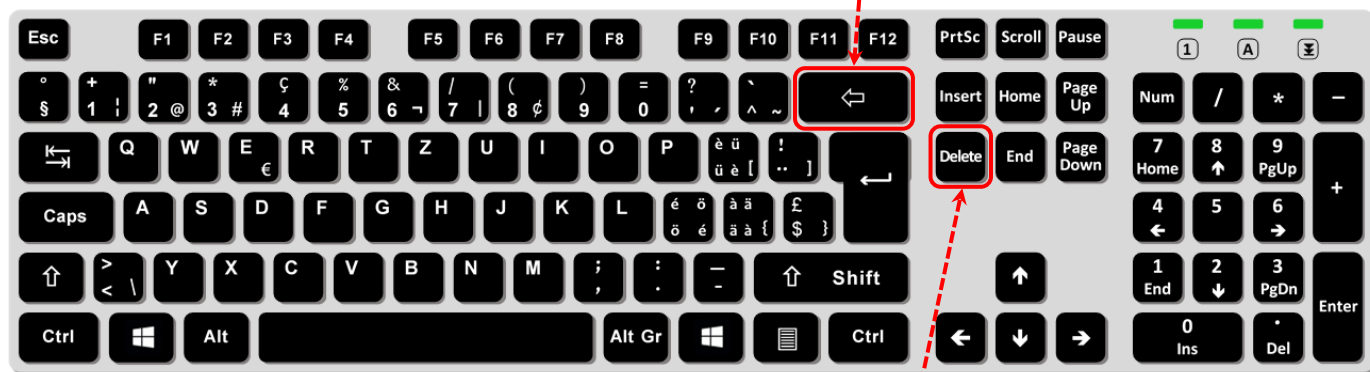 Esc F1 F2 F3 F4 F5 F6 F7 F8 F9 F10 F11 F12 PrtSc Scroll Pause 1 A
° + " * Ç % & / ( ) = ? `
§ 1 ¦ 2 @ 3 # 4 5 6 ¬ 7 | 8 ¢ 9 0 ' ´ ^ ~ ⇦ Insert Home Page Up Num / * −
Q W E € R T Z U I O P è ü ! Delete End Page Down 7 8 9
ü è [ ¨ ] Home ↑ PgUp +
Caps A S D F G H J K L é ö à ä £ 4 5 6
ö é ä à { $ } ← →
⇧ > Y X C V B N M ; : _ ⇧ Shift ↑ 1 2 3
< \ , . - End ↓ PgDn Enter
Ctrl Alt Alt Gr Ctrl ← ↓ → 0 .
Ins Del